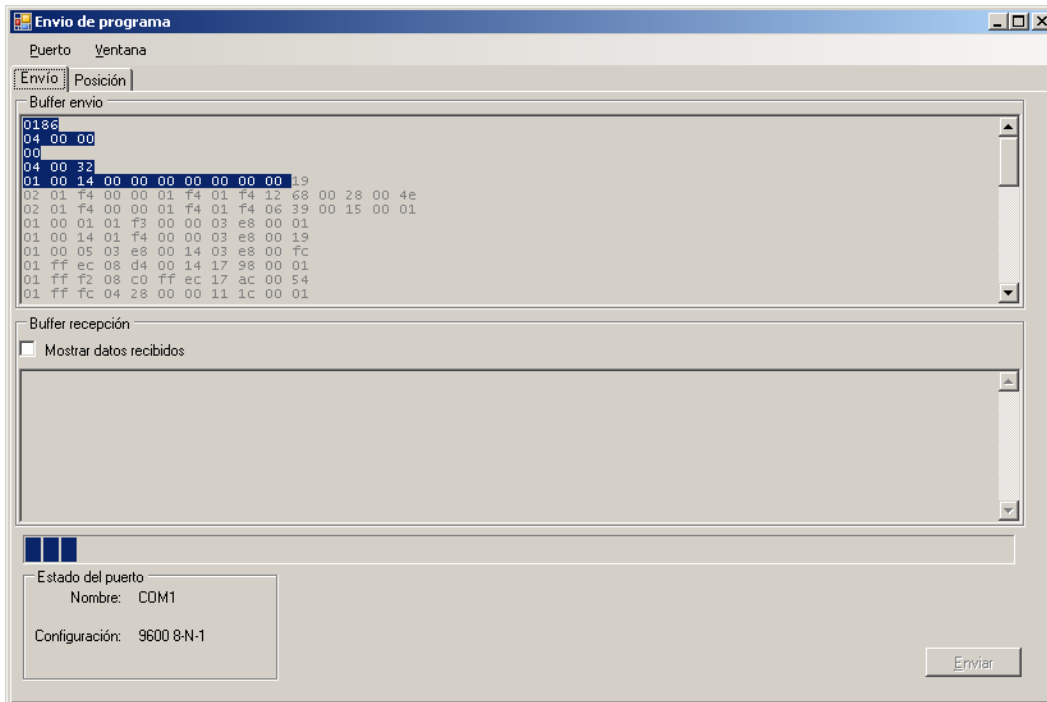 Envio de programa
Puerto Ventana
Envío Posición
Buffer envio
0186
04 00 00
00
04 00 32
01 00 14 00 00 00 00 00 00 00 19
02 01 f4 00 00 01 f4 01 f4 12 68 00 28 00 4e
02 01 f4 00 00 01 f4 01 f4 06 39 00 15 00 01
01 00 01 01 f3 00 00 03 e8 00 01
01 00 14 01 f4 00 00 03 e8 00 19
01 00 05 03 e8 00 14 03 e8 00 fc
01 ff ec 08 d4 00 14 17 98 00 01
01 ff f2 08 c0 ff ec 17 ac 00 54
01 ff fc 04 28 00 00 11 1c 00 01
Buffer recepción
Mostrar datos recibidos
Estado del puerto
Nombre: COM1
Configuración: 9600 8-N-1
Enviar